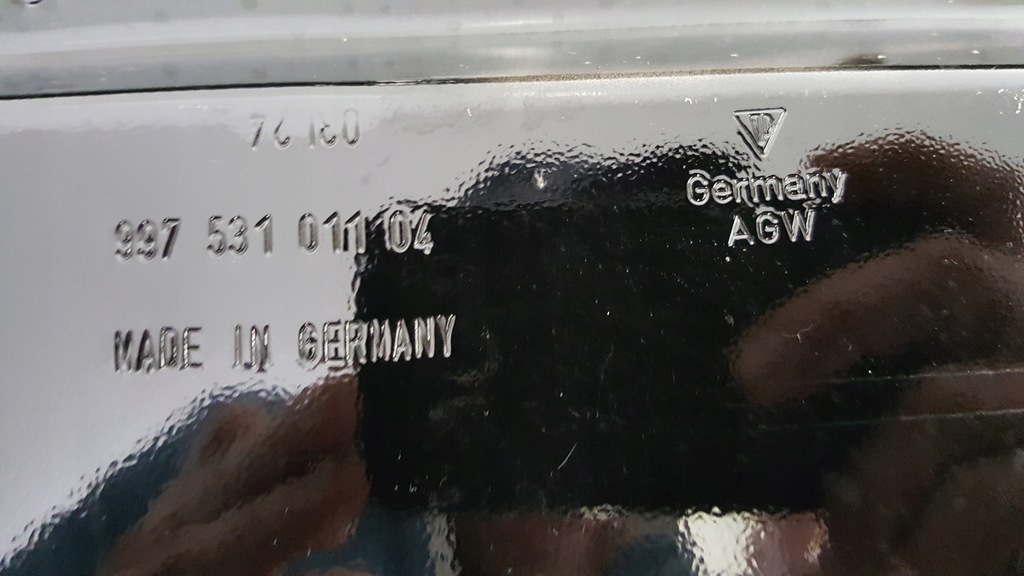 997 531 011 04
MADE IN GERMANY
Germany
AGW